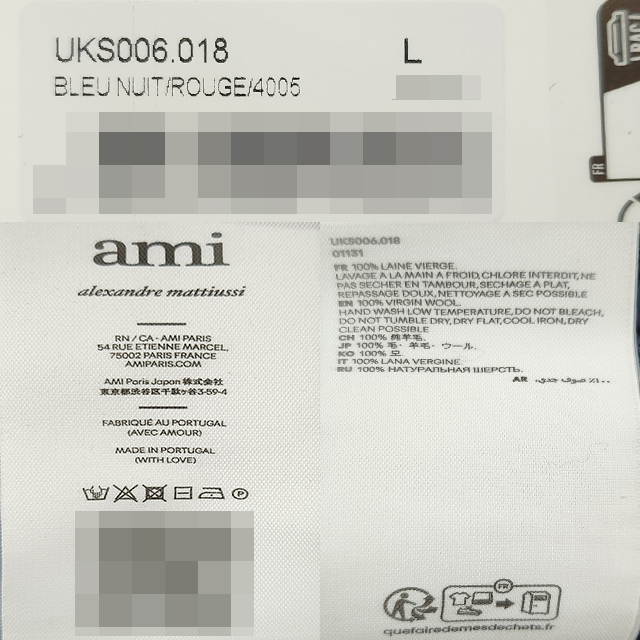 UKS006.018 L
BLEU NUIT/ROUGE/4005
FR
ami
alexandre mattiussi
RN / CA - AMI PARIS
54 RUE ETIENNE MARCEL,
75002 PARIS FRANCE
AMIPARIS.COM
AMI Paris Japan 株式会社
東京都渋谷区千駄ヶ谷3-59-4
FABRIQUÉ AU PORTUGAL
(AVEC AMOUR)
MADE IN PORTUGAL
(WITH LOVE)
P
UKS006.018
01131
FR 100% LAINE VIERGE.
LAVAGE A LA MAIN A FROID, CHLORE INTERDIT, NE
PAS SECHER EN TAMBOUR, SECHAGE A PLAT,
REPASSAGE DOUX, NETTOYAGE A SEC POSSIBLE
EN 100% VIRGIN WOOL.
HAND WASH LOW TEMPERATURE, DO NOT BLEACH,
DO NOT TUMBLE DRY, DRY FLAT, COOL IRON, DRY
CLEAN POSSIBLE
CH 100% 纯羊毛.
JP 100% 毛・羊毛・ウール.
KO 100% 모.
IT 100% LANA VERGINE.
RU 100% НАТУРАЛЬНАЯ ШЕРСТЬ.
AR ١٠٠٪ صوف جدي.
FR
quefairedemesdechets.fr